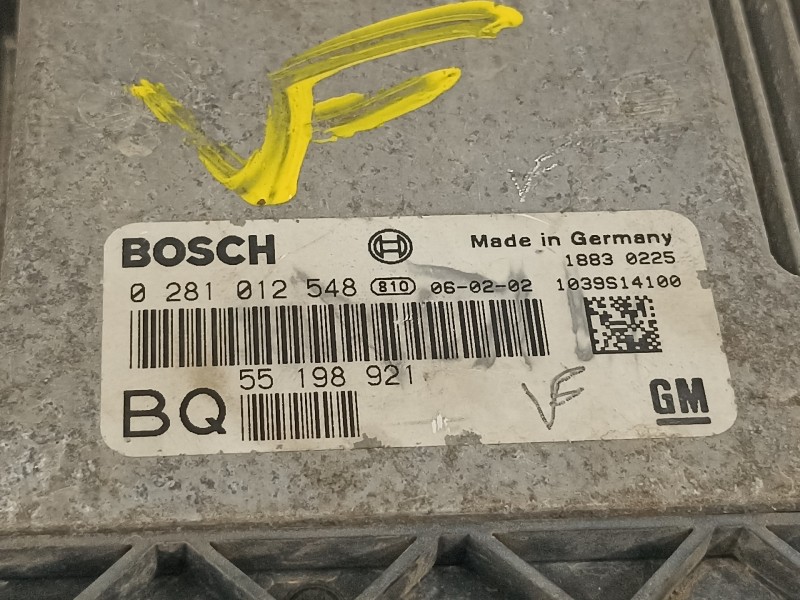 VF
V
BOSCH Made in Germany
1883 0225
0 281 012 548 810 06-02-02 1039S14100
55 198 921
BQ VF GM